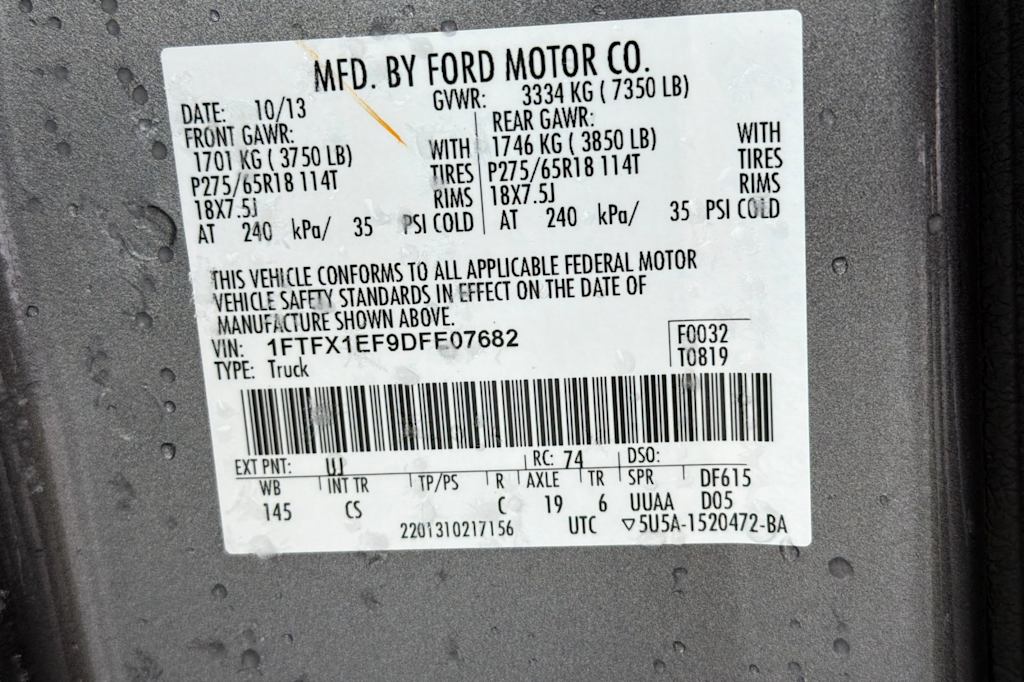 MFD. BY FORD MOTOR CO.
DATE: 10/13 GVWR: 3334 KG ( 7350 LB)
FRONT GAWR: REAR GAWR:
1701 KG ( 3750 LB) WITH 1746 KG ( 3850 LB) WITH
P275/65R18 114T TIRES P275/65R18 114T TIRES
18X7.5J RIMS 18X7.5J RIMS
AT 240 kPa/ 35 PSI COLD AT 240 kPa/ 35 PSI COLD
THIS VEHICLE CONFORMS TO ALL APPLICABLE FEDERAL MOTOR
VEHICLE SAFETY STANDARDS IN EFFECT ON THE DATE OF
MANUFACTURE SHOWN ABOVE.
VIN: 1FTFX1EF9DFE07682 F0032
TYPE: Truck T0819
EXT PNT: UJ RC: 74 DSO:
WB INT TR TP/PS R AXLE TR SPR DF615
145 CS C 19 6 UUAA D05
2201310217156 UTC ▽5U5A-1520472-BA